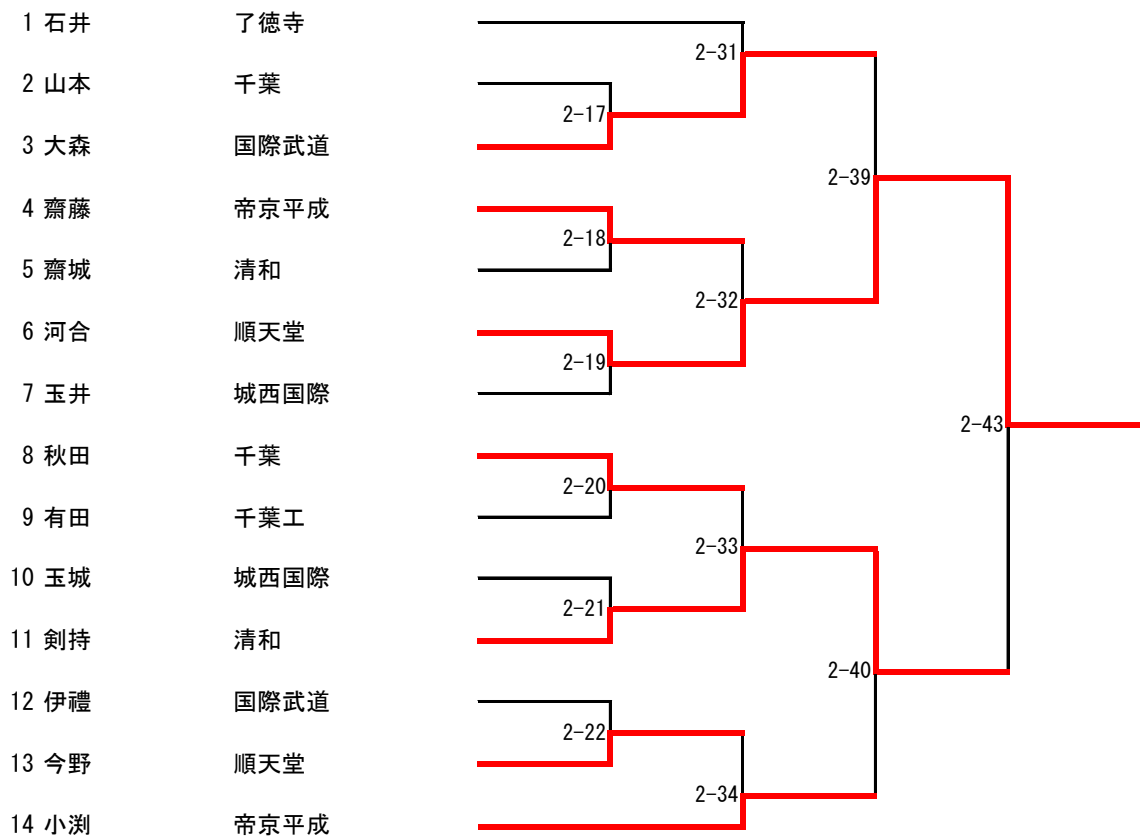 1 石井 了徳寺
2-31
2 山本 千葉
2-17
3 大森 国際武道
2-39
4 齋藤 帝京平成
2-18
5 齋城 清和
2-32
6 河合 順天堂
2-19
7 玉井 城西国際
2-43
8 秋田 千葉
2-20
9 有田 千葉工
2-33
10 玉城 城西国際
2-21
11 剣持 清和
2-40
12 伊禮 国際武道
2-22
13 今野 順天堂
2-34
14 小渕 帝京平成